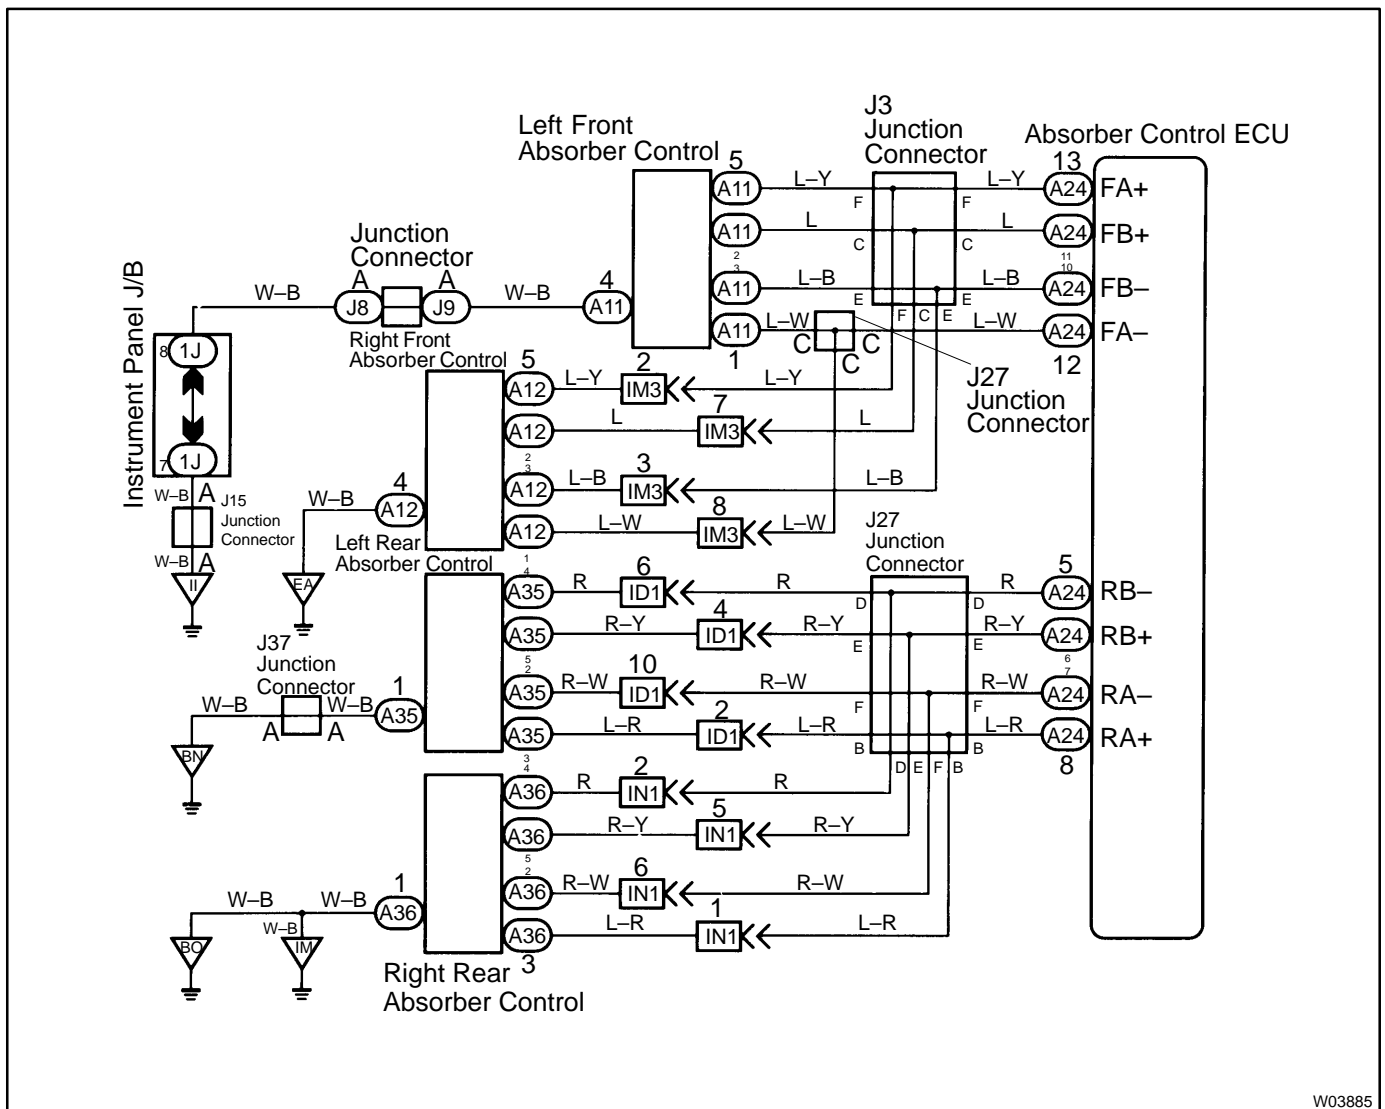 J3
Junction
Connector
Left Front
Absorber Control
Absorber Control ECU
5
13
A11
L–Y
L–Y
A24
FA+
F
F
A11
L
L
A24
FB+
C
C
2
3
11
10
A11
L–B
L–B
A24
FB–
E
E
F
C
E
A11
L–W
L–W
A24
FA–
1
C
C
C
12
J27
Junction
Connector
Junction
Connector
A
A
W–B
J8
J9
W–B
4
A11
Instrument Panel J/B
8
1J
7
1J
W–B
A
J15
Junction
Connector
W–B
A
II
Right Front
Absorber Control
5
A12
L–Y
2
IM3
L–Y
A12
L
7
IM3
L
2
3
A12
L–B
3
IM3
L–B
A12
L–W
8
IM3
L–W
1
W–B
4
A12
EA
Left Rear
Absorber Control
J27
Junction
Connector
4
A35
R
6
ID1
R
D
D
R
5
A24
RB–
A35
R–Y
4
ID1
R–Y
E
E
R–Y
A24
RB+
5
2
6
7
A35
R–W
10
ID1
R–W
F
F
R–W
A24
RA–
A35
L–R
2
ID1
L–R
B
B
L–R
A24
RA+
8
D
E
F
B
3
J37
Junction
Connector
W–B
A
A
W–B
1
A35
BN
4
A36
R
2
IN1
R
A36
R–Y
5
IN1
R–Y
5
2
A36
R–W
6
IN1
R–W
A36
L–R
1
IN1
L–R
3
W–B
W–B
1
A36
W–B
BO
IM
Right Rear
Absorber Control
W03885